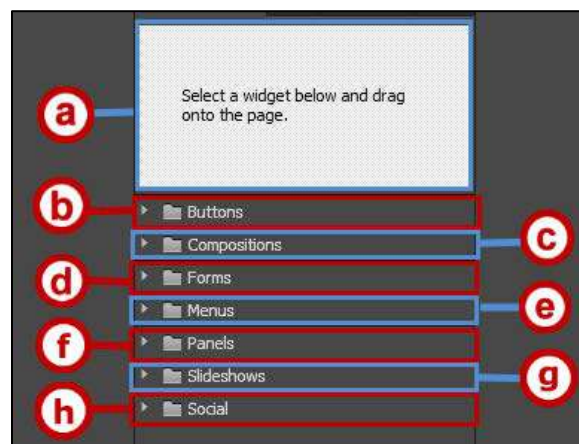 a
Select a widget below and drag
onto the page.
b
Buttons
Compositions
c
d
Forms
Menus
e
f
Panels
Slideshows
g
h
Social